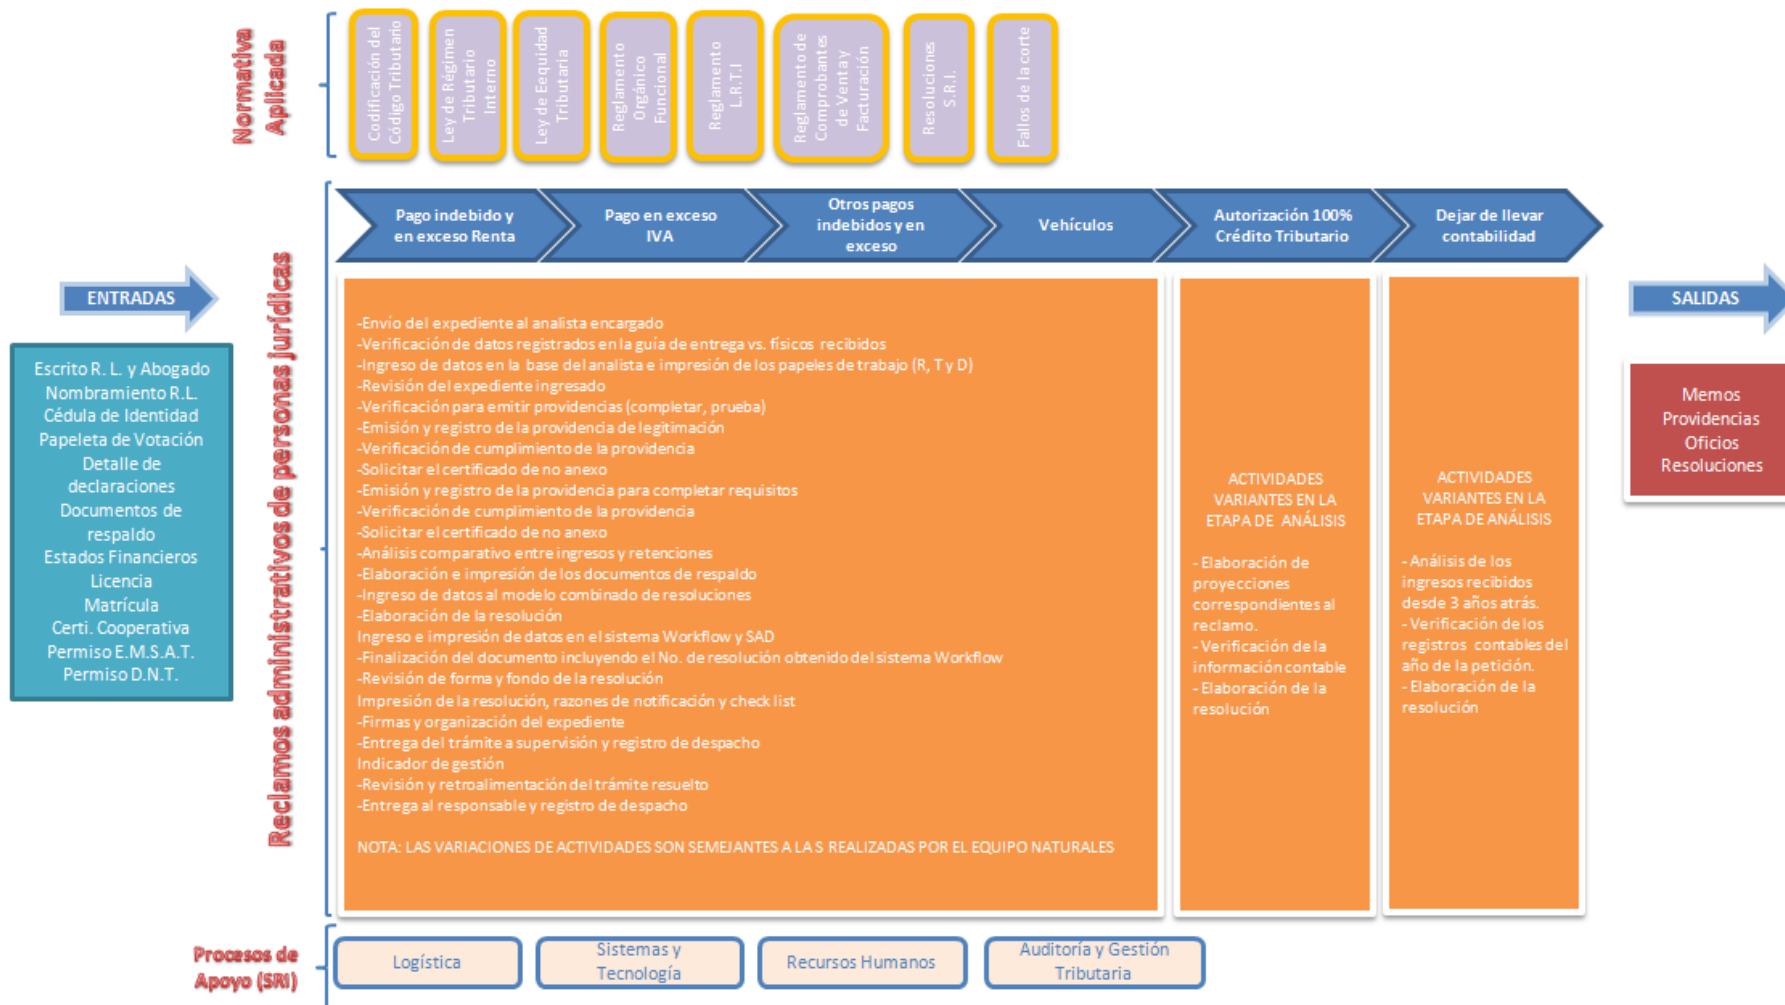 Normativa
Aplicada
Codificación del
Código Tributario
Ley de Régimen
Tributario
Interno
Ley de Eequidad
Tributaria
Reglamento
Orgánico
Funcional
Reglamento
L.R.T.I
Reglamento de
Comprobantes
de Venta y
Facturación
Resoluciones
S.R.I.
Fallos de la corte
Pago indebido y
en exceso Renta
Pago en exceso
IVA
Otros pagos
indebidos y en
exceso
Vehículos
Autorización 100%
Crédito Tributario
Dejar de llevar
contabilidad
ENTRADAS
Escrito R. L. y Abogado
Nombramiento R.L.
Cédula de Identidad
Papeleta de Votación
Detalle de
declaraciones
Documentos de
respaldo
Estados Financieros
Licencia
Matrícula
Certi. Cooperativa
Permiso E.M.S.A.T.
Permiso D.N.T.
Reclamos administrativos de personas jurídicas
-Envío del expediente al analista encargado
-Verificación de datos registrados en la guía de entrega vs. físicos recibidos
-Ingreso de datos en la base del analista e impresión de los papeles de trabajo (R, T y D)
-Revisión del expediente ingresado
-Verificación para emitir providencias (completar, prueba)
-Emisión y registro de la providencia de legitimación
-Verificación de cumplimiento de la providencia
-Solicitar el certificado de no anexo
-Emisión y registro de la providencia para completar requisitos
-Verificación de cumplimiento de la providencia
-Solicitar el certificado de no anexo
-Análisis comparativo entre ingresos y retenciones
-Elaboración e impresión de los documentos de respaldo
-Ingreso de datos al modelo combinado de resoluciones
-Elaboración de la resolución
Ingreso e impresión de datos en el sistema Workflow y SAD
-Finalización del documento incluyendo el No. de resolución obtenido del sistema Workflow
-Revisión de forma y fondo de la resolución
Impresión de la resolución, razones de notificación y check list
-Firmas y organización del expediente
-Entrega del trámite a supervisión y registro de despacho
Indicador de gestión
-Revisión y retroalimentación del trámite resuelto
-Entrega al responsable y registro de despacho
NOTA: LAS VARIACIONES DE ACTIVIDADES SON SEMEJANTES A LA S REALIZADAS POR EL EQUIPO NATURALES
ACTIVIDADES
VARIANTES EN LA
ETAPA DE ANÁLISIS
- Elaboración de
proyecciones
correspondientes al
reclamo.
- Verificación de la
información contable
- Elaboración de la
resolución
ACTIVIDADES
VARIANTES EN LA
ETAPA DE ANÁLISIS
- Análisis de los
ingresos recibidos
desde 3 años atrás.
- Verificación de los
registros contables del
año de la petición.
- Elaboración de la
resolución
SALIDAS
Memos
Providencias
Oficios
Resoluciones
Procesos de
Apoyo (SRI)
Logística
Sistemas y
Tecnología
Recursos Humanos
Auditoría y Gestión
Tributaria